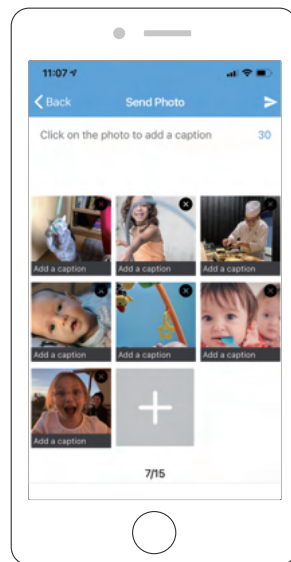 11:07
Back
Send Photo
Click on the photo to add a caption
30
Add a caption
Add a caption
Add a caption
Add a caption
Add a caption
Add a caption
Add a caption
7/15